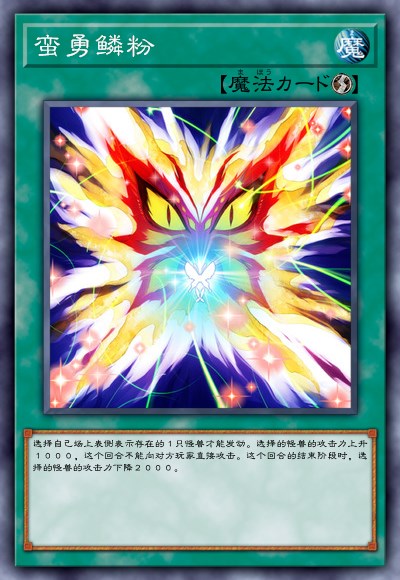 蛮勇鳞粉
魔
【魔法カード】
まほう
选择自己场上表侧表示存在的1只怪兽才能发动。选择的怪兽的攻击力上升
1000，这个回合不能向对方玩家直接攻击。这个回合的结束阶段时，选
择的怪兽的攻击力下降2000。